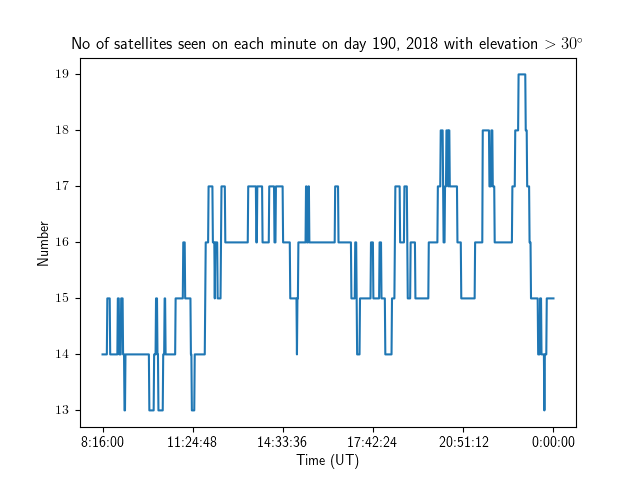 No of satellites seen on each minute on day 190, 2018 with elevation > 30°
19
18
17
16
15
14
13
Number
8:16:00 11:24:48 14:33:36 17:42:24 20:51:12 0:00:00
Time (UT)